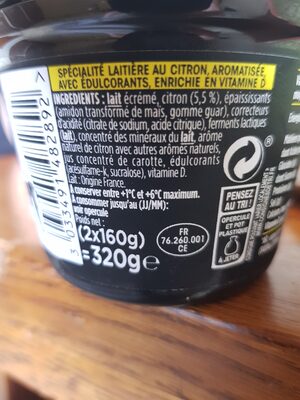 SPÉCIALITÉ LAITIÈRE AU CITRON, AROMATISÉE,
AVEC ÉDULCORANTS, ENRICHIE EN VITAMINE D
INGRÉDIENTS : lait écrémé, citron (5,5 %), épaississants
(amidon transformé de maïs, gomme guar), correcteurs
d'acidité (citrate de sodium, acide citrique), ferments lactiques
(lait), concentré des minéraux du lait, arôme
naturel de citron avec autres arômes naturels,
jus concentré de carotte, édulcorants
(acésulfame-k, sucralose), vitamine D.
Lait : Origine France.
À conserver entre +1°C et +6°C maximum.
À consommer jusqu'au (JJ/MM):
voir opercule
Poids net :
(2x160g)
=320g e
FR
76.260.001
CE
PENSEZ
AU TRI !
OPERCULE
ET POT
PLASTIQUE
À JETER